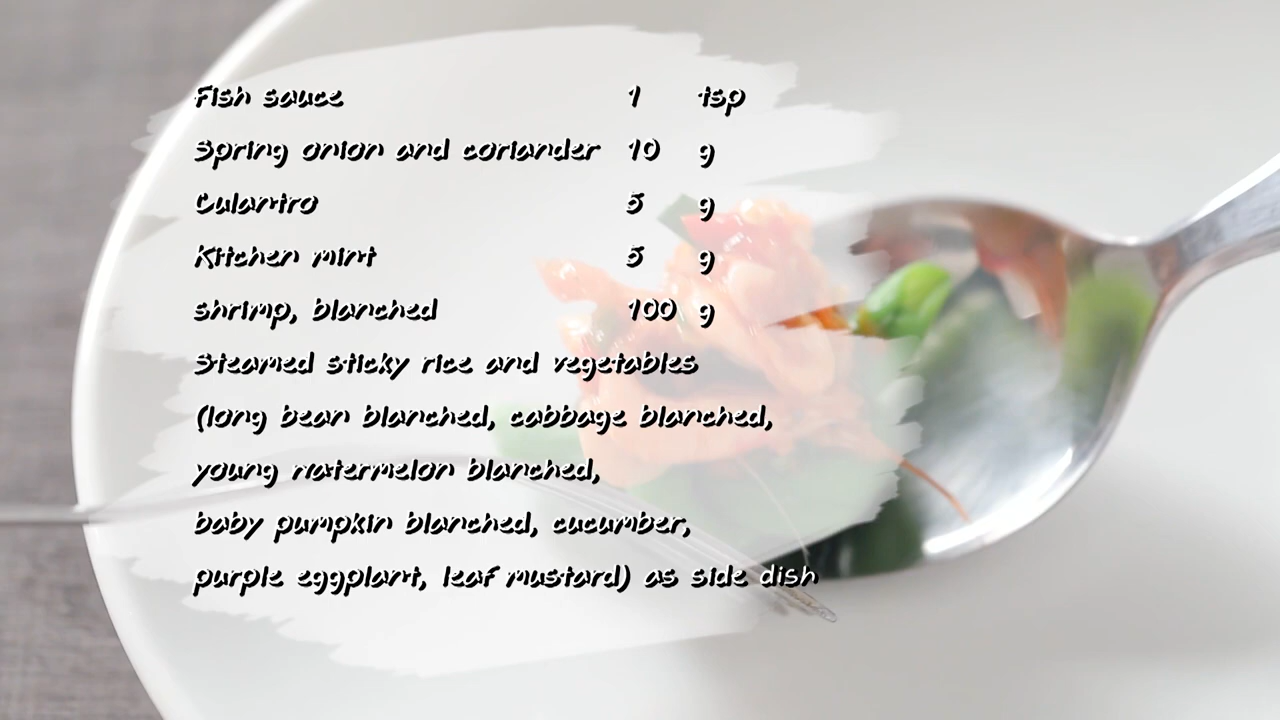 Fish sauce 1 tsp
Spring onion and coriander 10 g
Culantro 5 g
Kitchen mint 5 g
shrimp, blanched 100 g
Steamed sticky rice and vegetables
(long bean blanched, cabbage blanched,
young watermelon blanched,
baby pumpkin blanched, cucumber,
purple eggplant, leaf mustard) as side dish